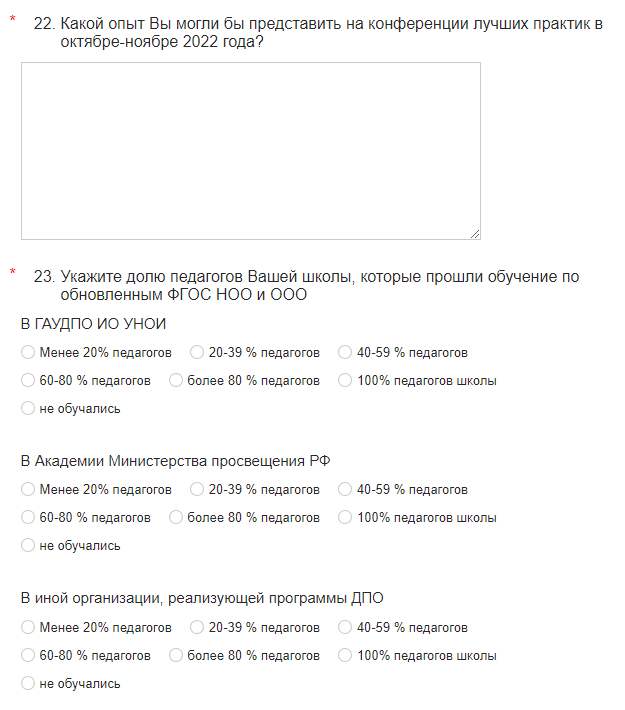 * 22. Какой опыт Вы могли бы представить на конференции лучших практик в
октябре-ноябре 2022 года?
* 23. Укажите долю педагогов Вашей школы, которые прошли обучение по
обновленным ФГОС НОО и ООО
В ГАУДПО ИО УНОИ
Менее 20% педагогов 20-39 % педагогов 40-59 % педагогов
60-80 % педагогов более 80 % педагогов 100% педагогов школы
не обучались
В Академии Министерства просвещения РФ
Менее 20% педагогов 20-39 % педагогов 40-59 % педагогов
60-80 % педагогов более 80 % педагогов 100% педагогов школы
не обучались
В иной организации, реализующей программы ДПО
Менее 20% педагогов 20-39 % педагогов 40-59 % педагогов
60-80 % педагогов более 80 % педагогов 100% педагогов школы
не обучались